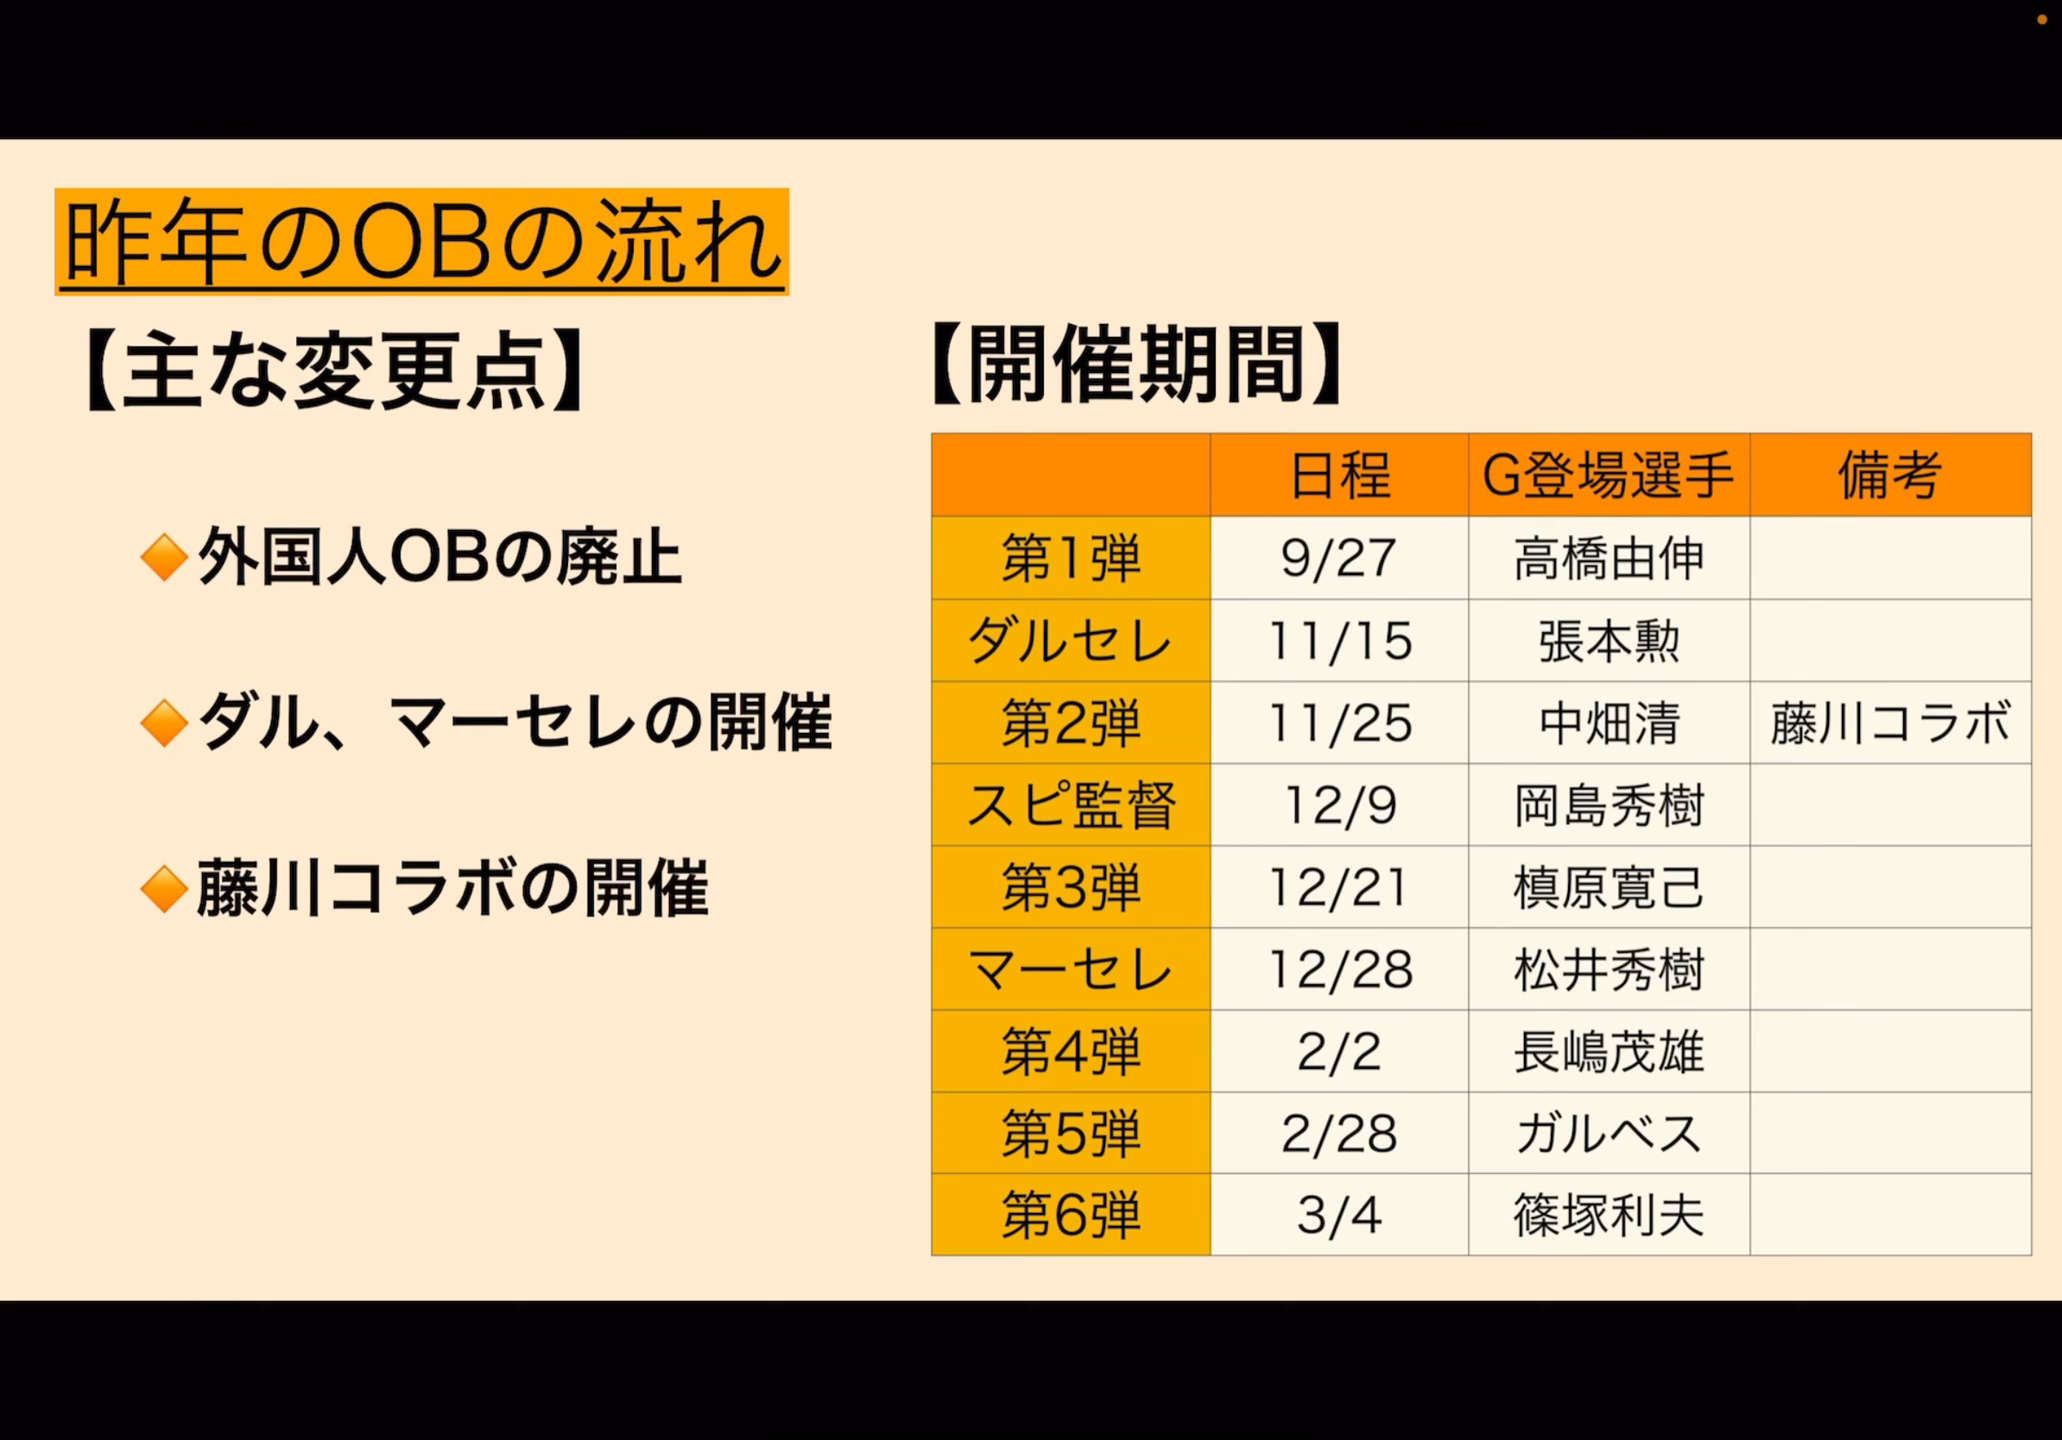 昨年のOBの流れ
【主な変更点】
🔶外国人OBの廃止
🔶ダル、マーセレの開催
🔶藤川コラボの開催
【開催期間】
日程 G登場選手 備考
第1弾 9/27 高橋由伸
ダルセレ 11/15 張本勲
第2弾 11/25 中畑清 藤川コラボ
スピ監督 12/9 岡島秀樹
第3弾 12/21 槙原寛己
マーセレ 12/28 松井秀樹
第4弾 2/2 長嶋茂雄
第5弾 2/28 ガルベス
第6弾 3/4 篠塚利夫